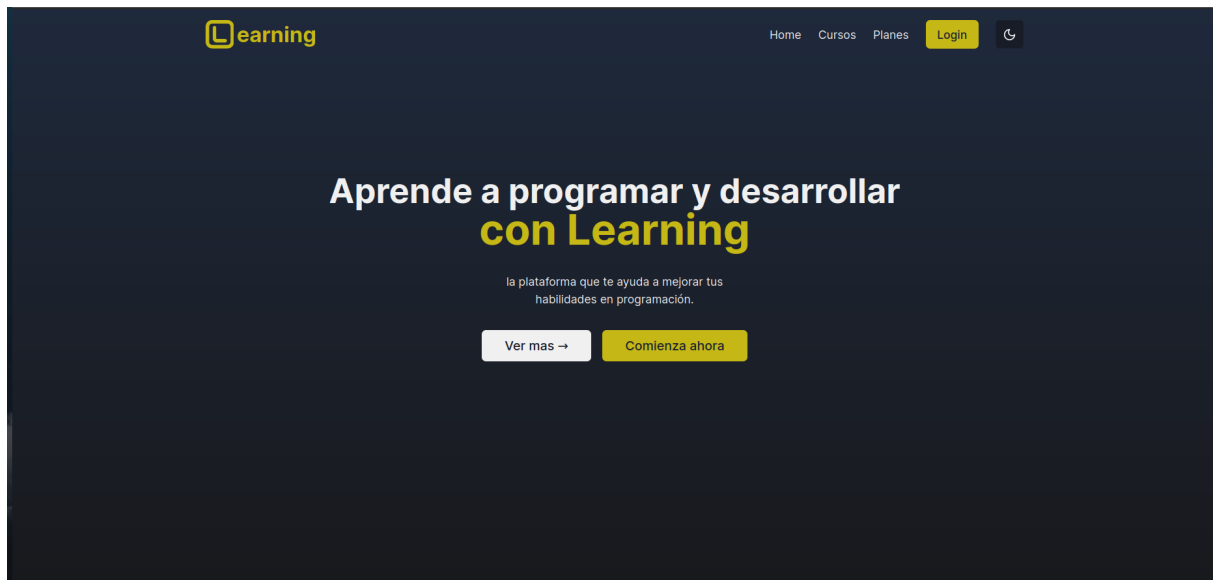 Learning
Home Cursos Planes Login
Aprende a programar y desarrollar
con Learning
la plataforma que te ayuda a mejorar tus
habilidades en programación.
Ver mas → Comienza ahora